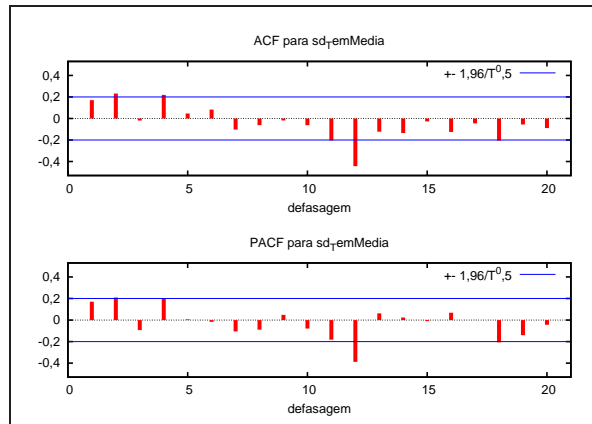 ACF para sd_TemMedia
+- 1,96/T^0,5
0,4
0,2
0
-0,2
-0,4
0 5 10 15 20
defasagem
PACF para sd_TemMedia
+- 1,96/T^0,5
0,4
0,2
0
-0,2
-0,4
0 5 10 15 20
defasagem